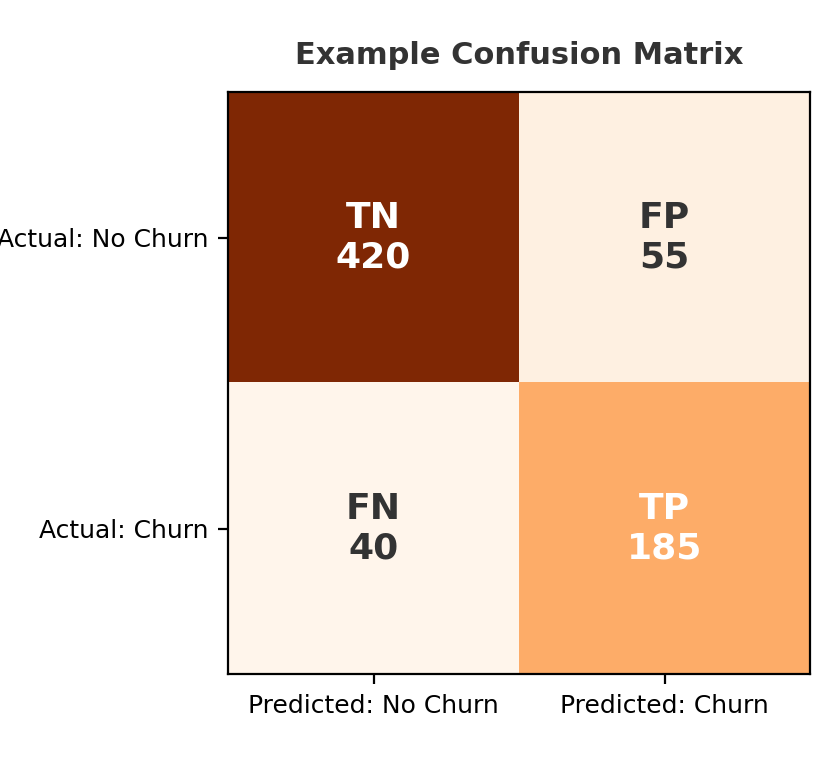 Example Confusion Matrix
Actual: No Churn
TN
420
FP
55
Actual: Churn
FN
40
TP
185
Predicted: No Churn
Predicted: Churn